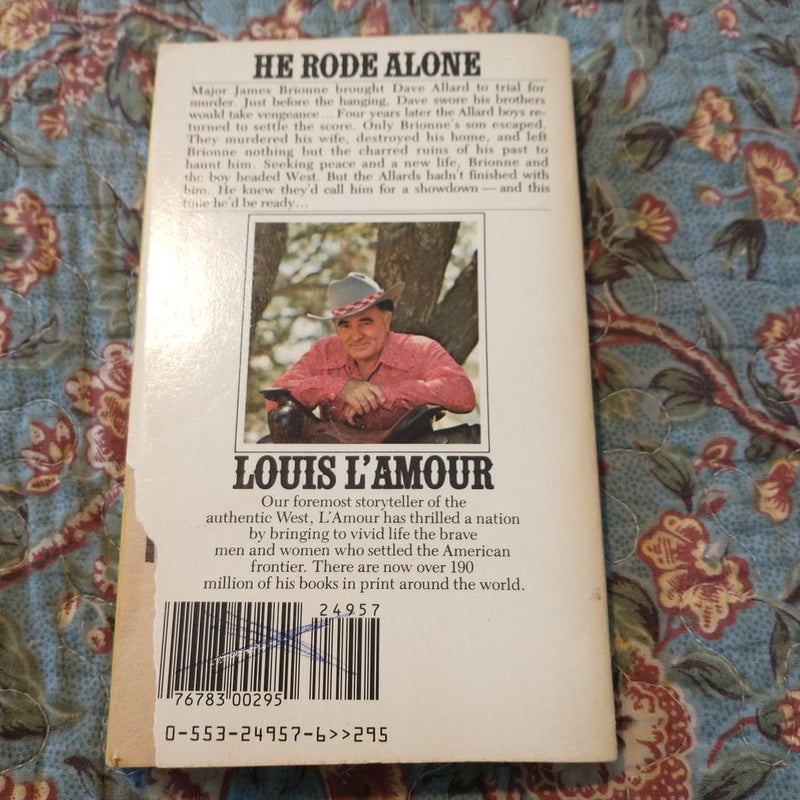 HE RODE ALONE
Major James Brionne brought Dave Allard to trial for
murder. Just before the hanging, Dave swore his brothers
would take vengeance... Four years later the Allard boys re-
turned to settle the score. Only Brionne's son escaped.
They murdered his wife, destroyed his home, and left
Brionne nothing but the charred ruins of his past to
haunt him. Seeking peace and a new life, Brionne and
the boy headed West. But the Allards hadn't finished with
him. He knew they'd call him for a showdown — and this
time he'd be ready...
LOUIS L'AMOUR
Our foremost storyteller of the
authentic West, L'Amour has thrilled a nation
by bringing to vivid life the brave
men and women who settled the American
frontier. There are now over 190
million of his books in print around the world.
24957
76783 00295
0-553-24957-6>>295